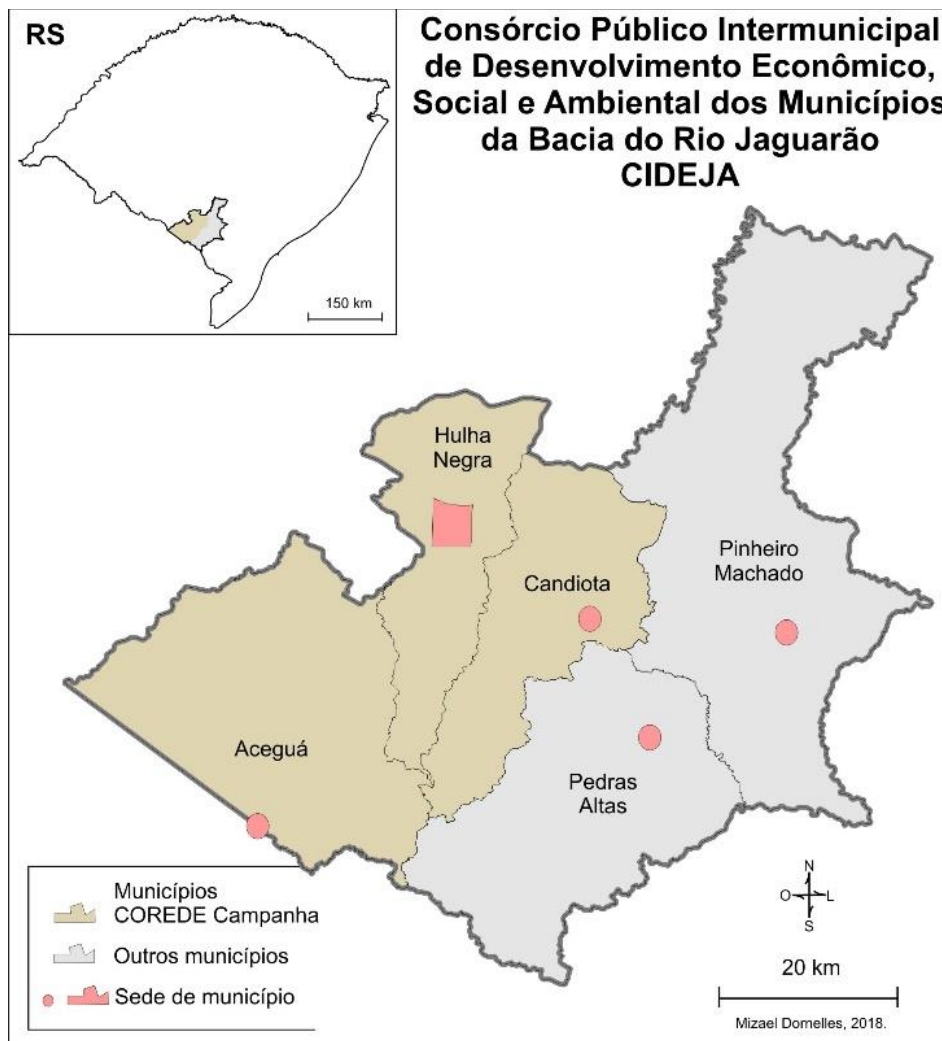 RS
150 km
Consórcio Público Intermunicipal
de Desenvolvimento Econômico,
Social e Ambiental dos Municípios
da Bacia do Rio Jaguarão
CIDEJA
Hulha
Negra
Candiota
Pinheiro
Machado
Aceguá
Pedras
Altas
Municípios
COREDE Campanha
Outros municípios
Sede de município
N
O L
S
20 km
Mizael Dornelles, 2018.